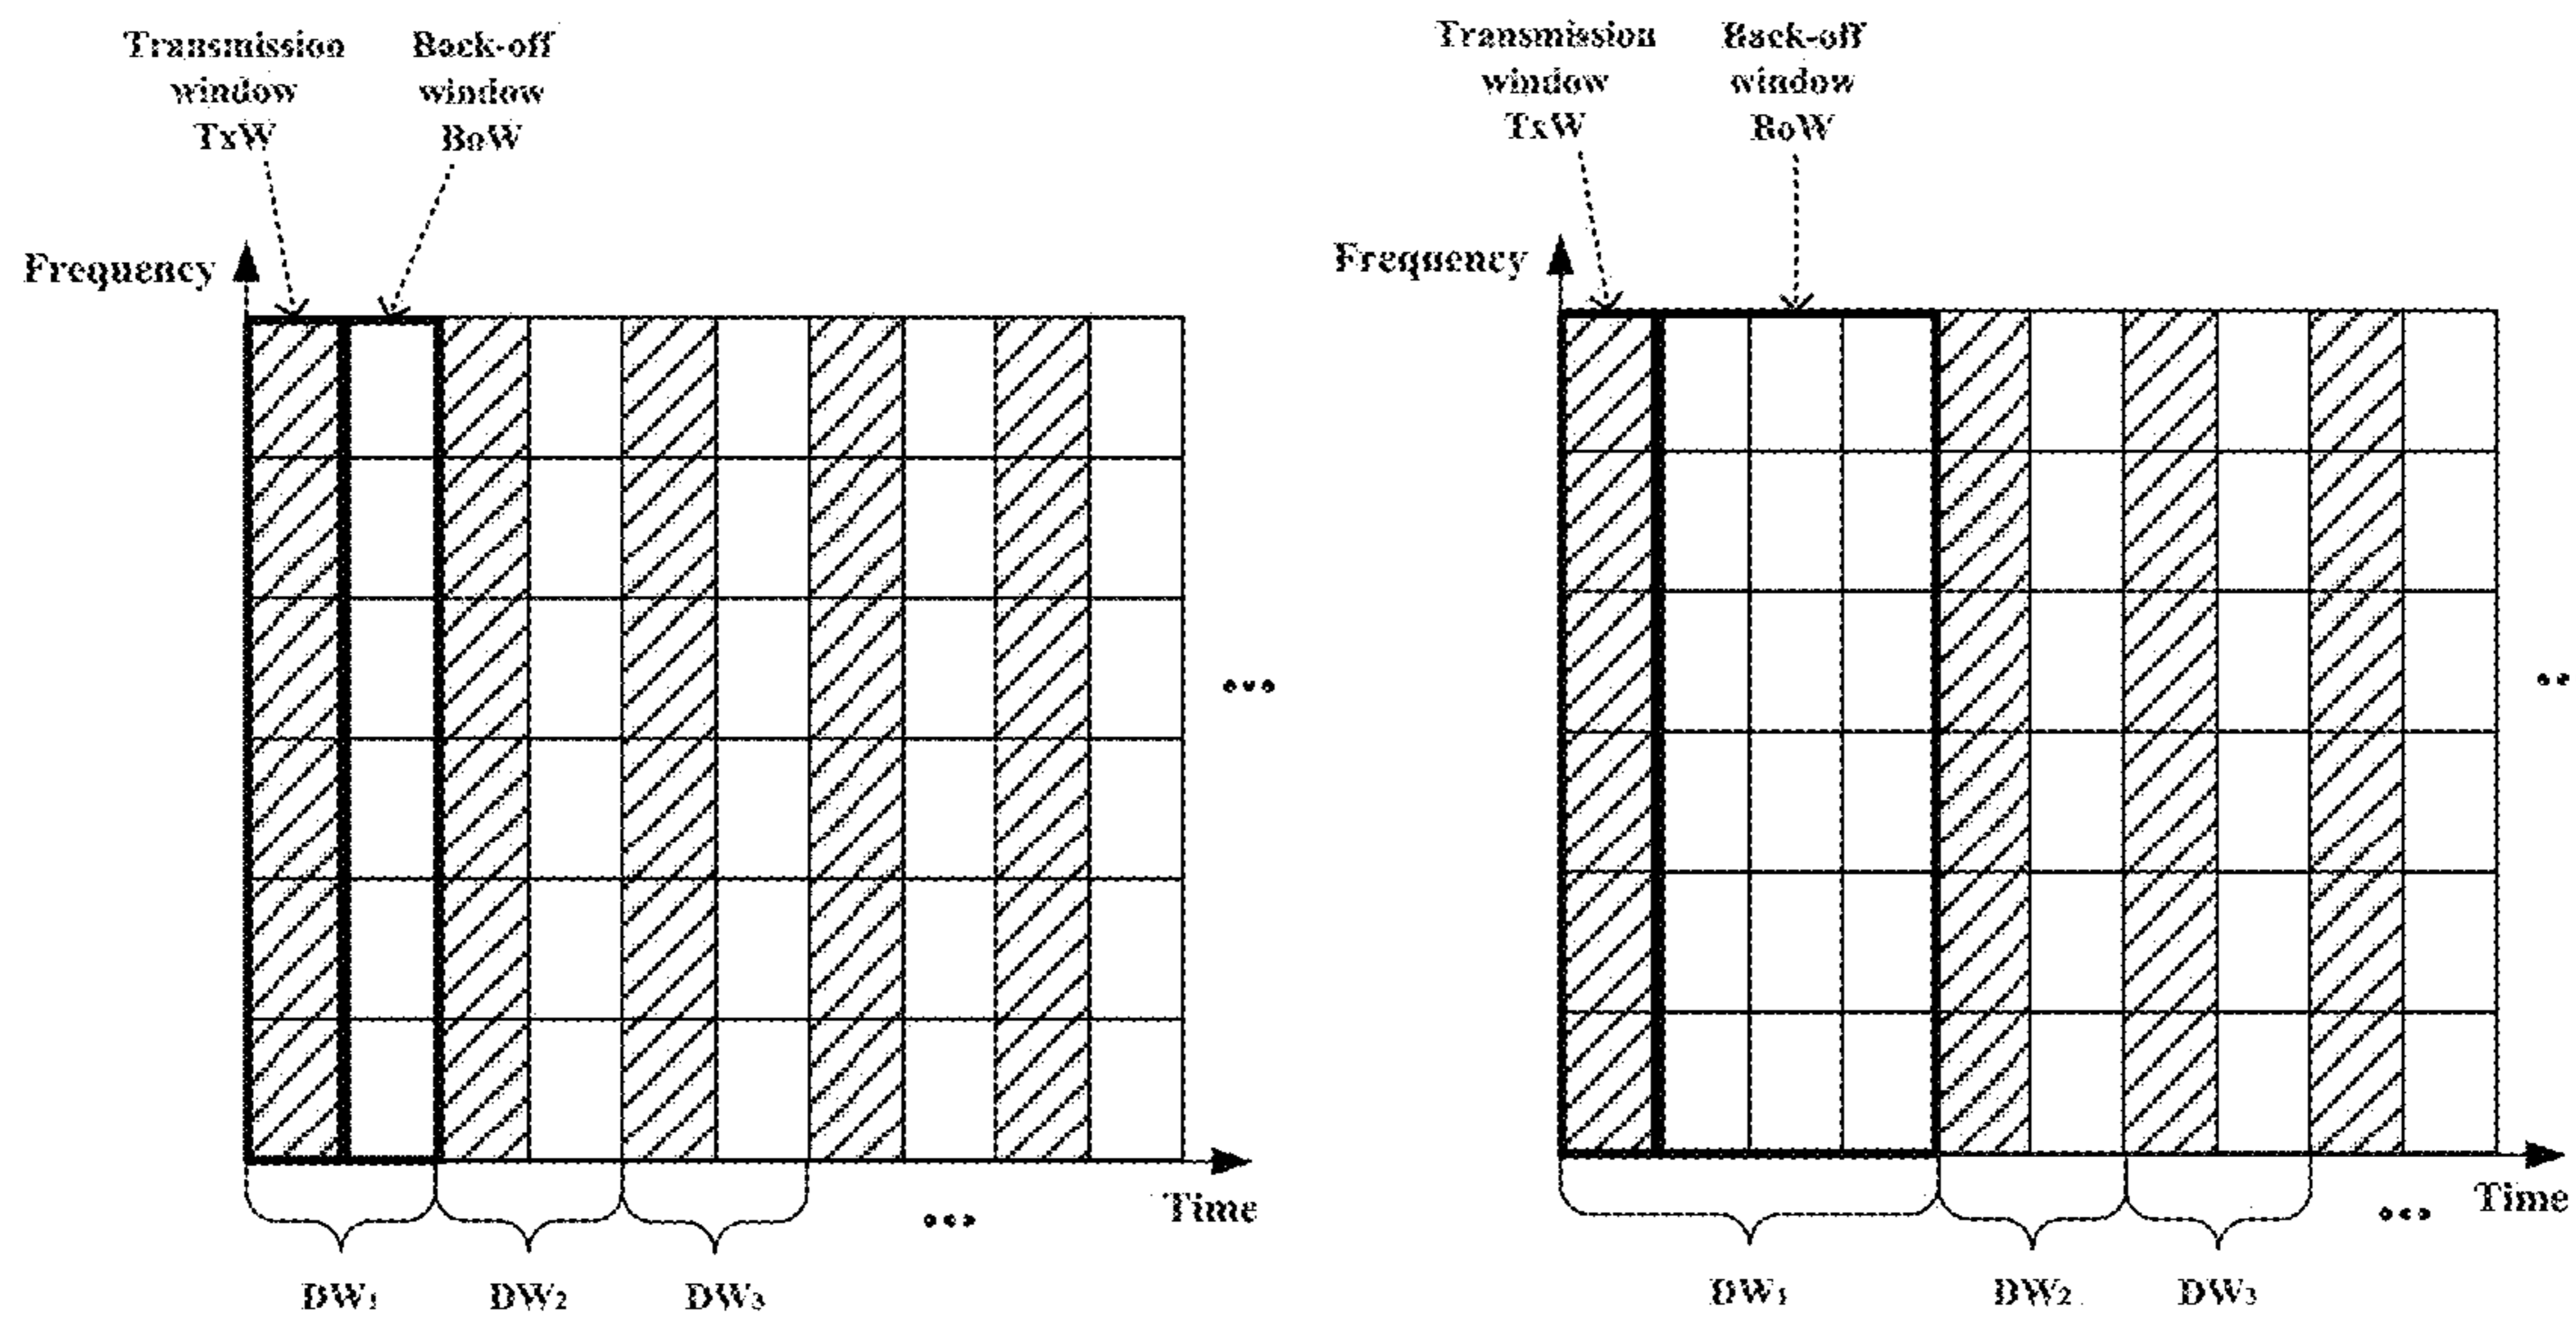 Transmission
window
TxW
Back-off
window
BoW
Frequency
•••
Time
•••
DW₁
DW₂
DW₃
Transmission
window
TxW
Back-off
window
BoW
Frequency
••
Time
•••
DW₁
DW₂
DW₃